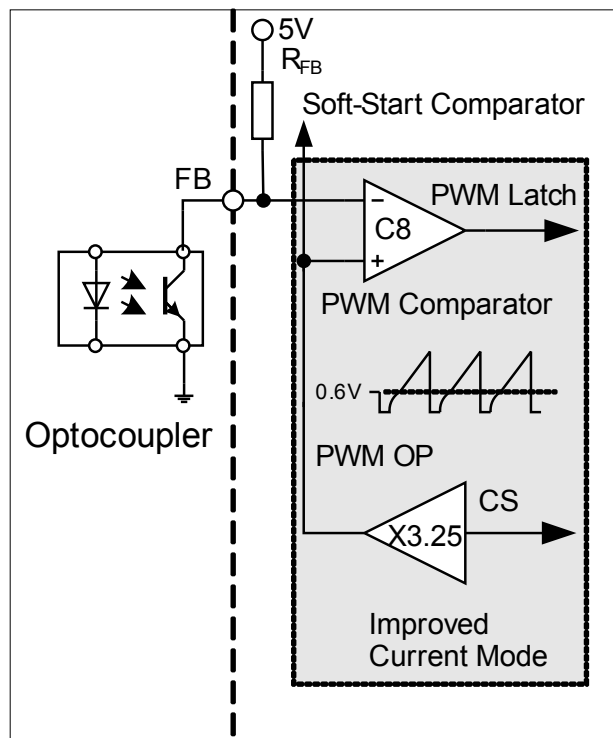 5V
RFB
Soft-Start Comparator
FB
PWM Latch
C8
PWM Comparator
0.6V
Optocoupler
PWM OP
CS
X3.25
Improved
Current Mode